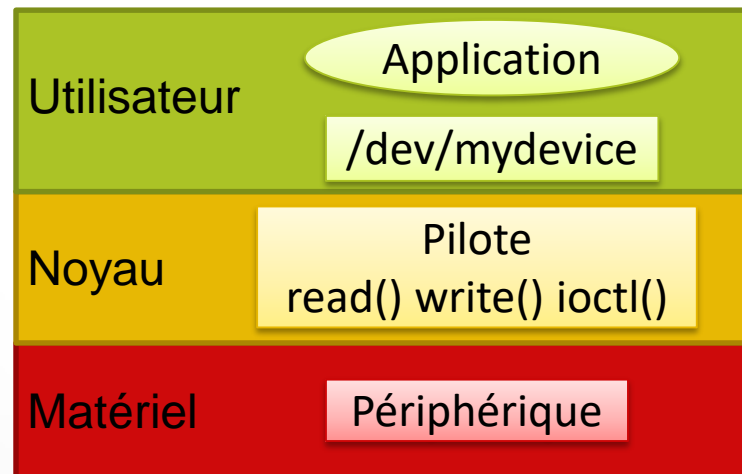 Utilisateur
Application
/dev/mydevice
Noyau
Pilote
read() write() ioctl()
Matériel
Périphérique